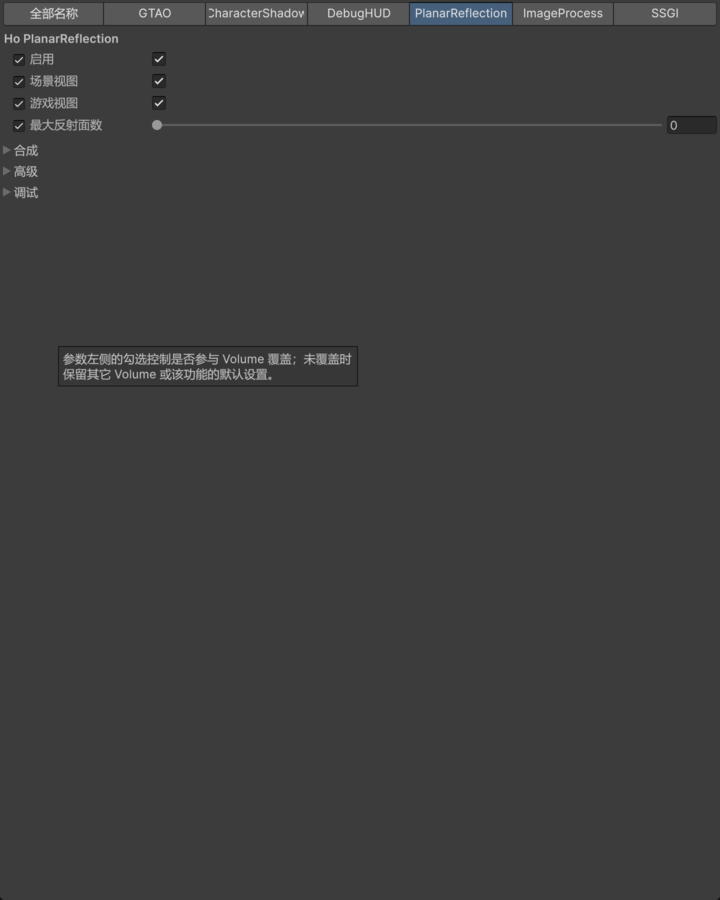 全部名称
GTAO
CharacterShadow
DebugHUD
PlanarReflection
ImageProcess
SSGI
Ho PlanarReflection
启用
场景视图
游戏视图
最大反射面数 0
合成
高级
调试
参数左侧的勾选控制是否参与 Volume 覆盖；未覆盖时
保留其它 Volume 或该功能的默认设置。